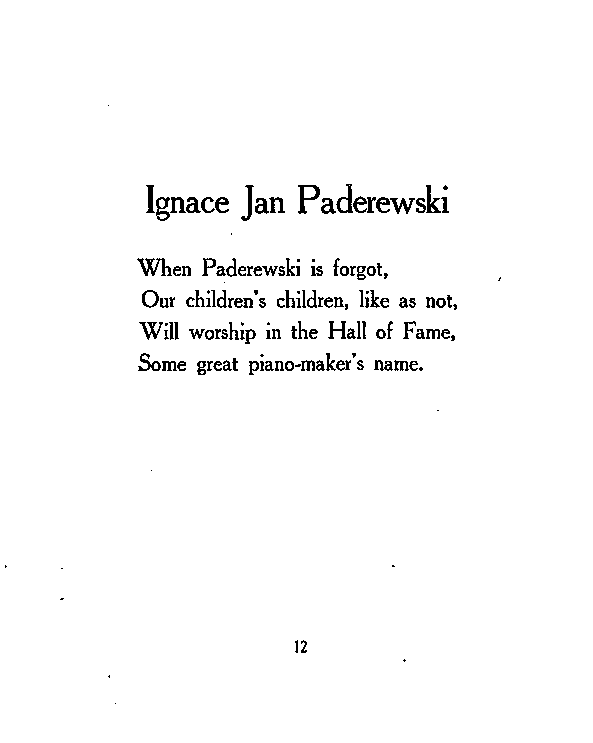 Ignace Jan Paderewski
When Paderewski is forgot,
Our children's children, like as not,
Will worship in the Hall of Fame,
Some great piano-maker's name.
12